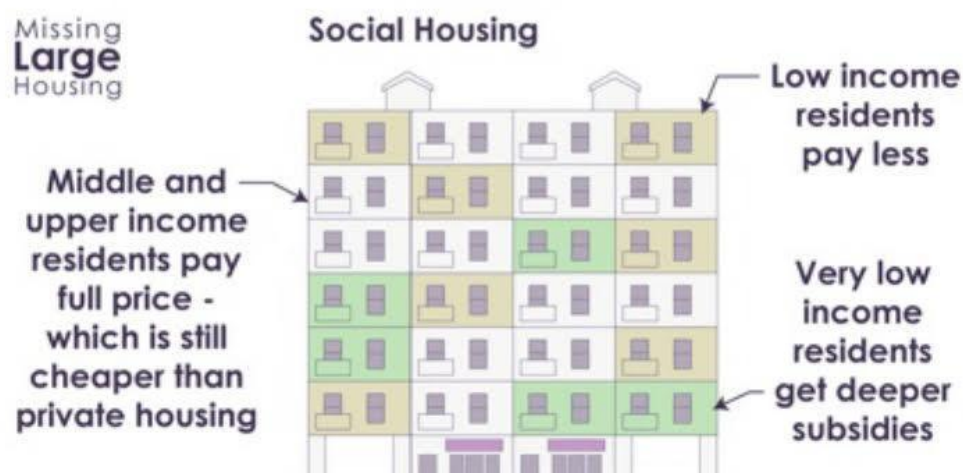 Missing
Large
Housing
Social Housing
Low income
residents
pay less
Middle and
upper income
residents pay
full price -
which is still
cheaper than
private housing
Very low
income
residents
get deeper
subsidies